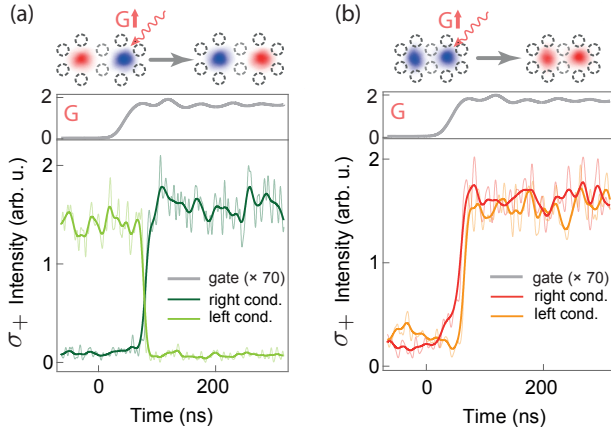 (a)
G
G
2
0
2
1
0
σ+ Intensity (arb. u.)
gate (× 70)
right cond.
left cond.
0
200
Time (ns)
(b)
G
G
2
0
2
1
0
σ+ Intensity (arb. u.)
gate (× 70)
right cond.
left cond.
0
200
Time (ns)